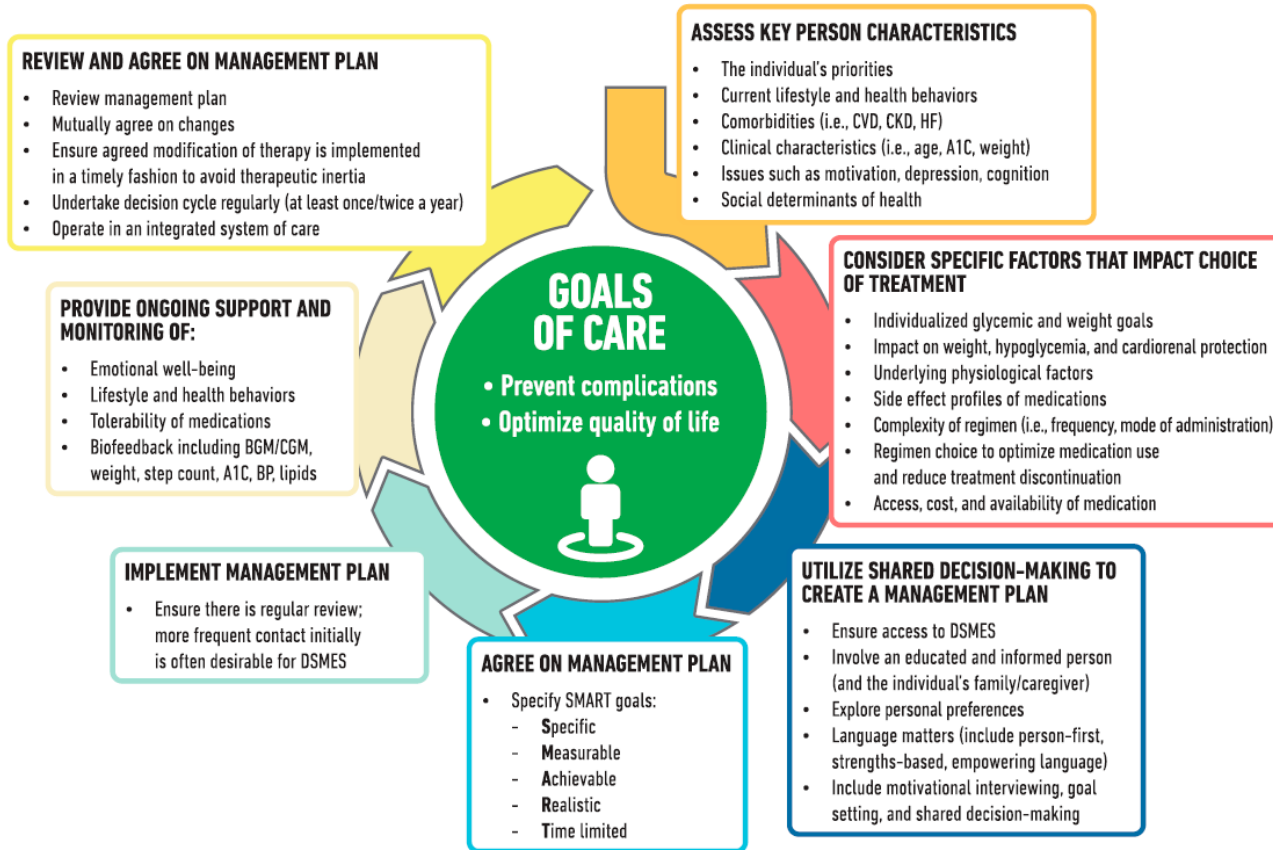 GOALS
OF CARE
• Prevent complications
• Optimize quality of life
ASSESS KEY PERSON CHARACTERISTICS
• The individual's priorities
• Current lifestyle and health behaviors
• Comorbidities (i.e., CVD, CKD, HF)
• Clinical characteristics (i.e., age, A1C, weight)
• Issues such as motivation, depression, cognition
• Social determinants of health
CONSIDER SPECIFIC FACTORS THAT IMPACT CHOICE
OF TREATMENT
• Individualized glycemic and weight goals
• Impact on weight, hypoglycemia, and cardiorenal protection
• Underlying physiological factors
• Side effect profiles of medications
• Complexity of regimen (i.e., frequency, mode of administration)
• Regimen choice to optimize medication use
and reduce treatment discontinuation
• Access, cost, and availability of medication
UTILIZE SHARED DECISION-MAKING TO
CREATE A MANAGEMENT PLAN
• Ensure access to DSMES
• Involve an educated and informed person
(and the individual's family/caregiver)
• Explore personal preferences
• Language matters (include person-first,
strengths-based, empowering language)
• Include motivational interviewing, goal
setting, and shared decision-making
AGREE ON MANAGEMENT PLAN
• Specify SMART goals:
- Specific
- Measurable
- Achievable
- Realistic
- Time limited
IMPLEMENT MANAGEMENT PLAN
• Ensure there is regular review;
more frequent contact initially
is often desirable for DSMES
PROVIDE ONGOING SUPPORT AND
MONITORING OF:
• Emotional well-being
• Lifestyle and health behaviors
• Tolerability of medications
• Biofeedback including BGM/CGM,
weight, step count, A1C, BP, lipids
REVIEW AND AGREE ON MANAGEMENT PLAN
• Review management plan
• Mutually agree on changes
• Ensure agreed modification of therapy is implemented
in a timely fashion to avoid therapeutic inertia
• Undertake decision cycle regularly (at least once/twice a year)
• Operate in an integrated system of care